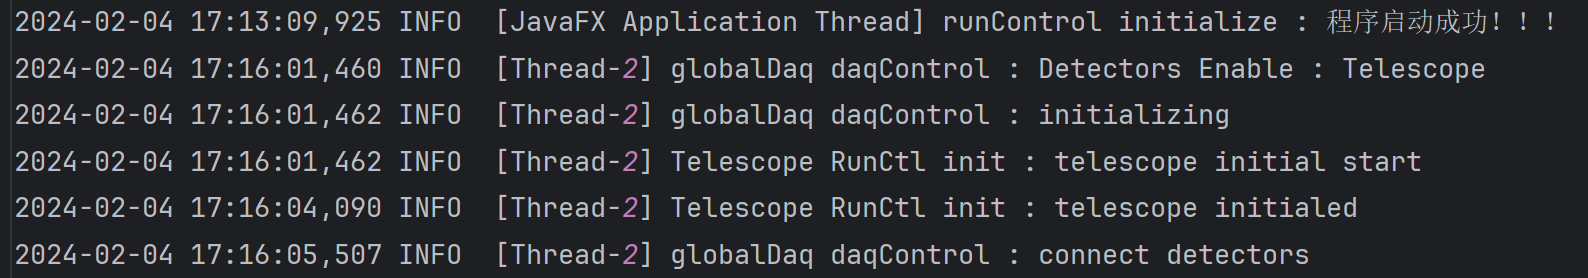 2024-02-04 17:13:09,925 INFO  [JavaFX Application Thread] runControl initialize : 程序启动成功！！！
2024-02-04 17:16:01,460 INFO  [Thread-2] globalDaq daqControl : Detectors Enable : Telescope
2024-02-04 17:16:01,462 INFO  [Thread-2] globalDaq daqControl : initializing
2024-02-04 17:16:01,462 INFO  [Thread-2] Telescope RunCtl init : telescope initial start
2024-02-04 17:16:04,090 INFO  [Thread-2] Telescope RunCtl init : telescope initialed
2024-02-04 17:16:05,507 INFO  [Thread-2] globalDaq daqControl : connect detectors